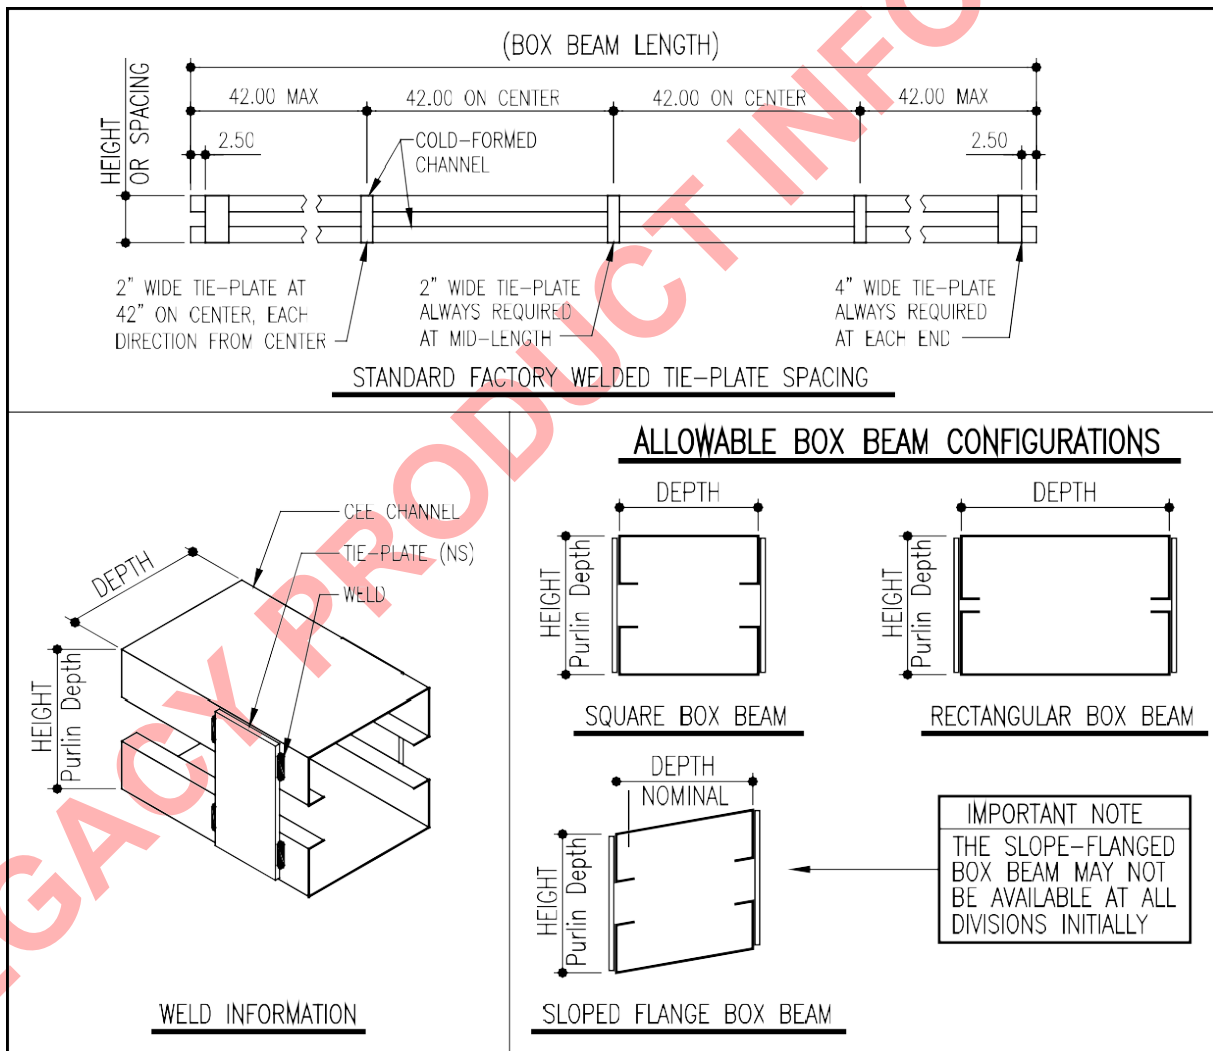 (BOX BEAM LENGTH)
42.00 MAX
42.00 ON CENTER
42.00 ON CENTER
42.00 MAX
HEIGHT
OR SPACING
2.50
2.50
COLD-FORMED
CHANNEL
2" WIDE TIE-PLATE AT
42" ON CENTER, EACH
DIRECTION FROM CENTER
2" WIDE TIE-PLATE
ALWAYS REQUIRED
AT MID-LENGTH
4" WIDE TIE-PLATE
ALWAYS REQUIRED
AT EACH END
STANDARD FACTORY WELDED TIE-PLATE SPACING
CEE CHANNEL
TIE-PLATE (NS)
WELD
DEPTH
HEIGHT
Purlin Depth
WELD INFORMATION
ALLOWABLE BOX BEAM CONFIGURATIONS
DEPTH
HEIGHT
Purlin Depth
SQUARE BOX BEAM
DEPTH
HEIGHT
Purlin Depth
RECTANGULAR BOX BEAM
DEPTH
NOMINAL
HEIGHT
Purlin Depth
SLOPED FLANGE BOX BEAM
IMPORTANT NOTE
THE SLOPE-FLANGED
BOX BEAM MAY NOT
BE AVAILABLE AT ALL
DIVISIONS INITIALLY
EGACY PRODUCT INFO